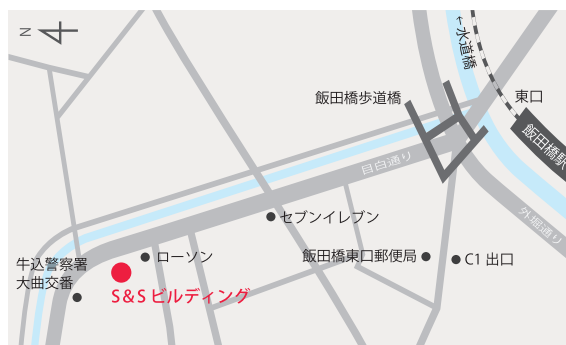 N
←水道橋
東口
飯田橋駅
飯田橋歩道橋
目白通り
外堀通り
セブンイレブン
ローソン
飯田橋東口郵便局
C1 出口
牛込警察署
大曲交番
S&S ビルディング